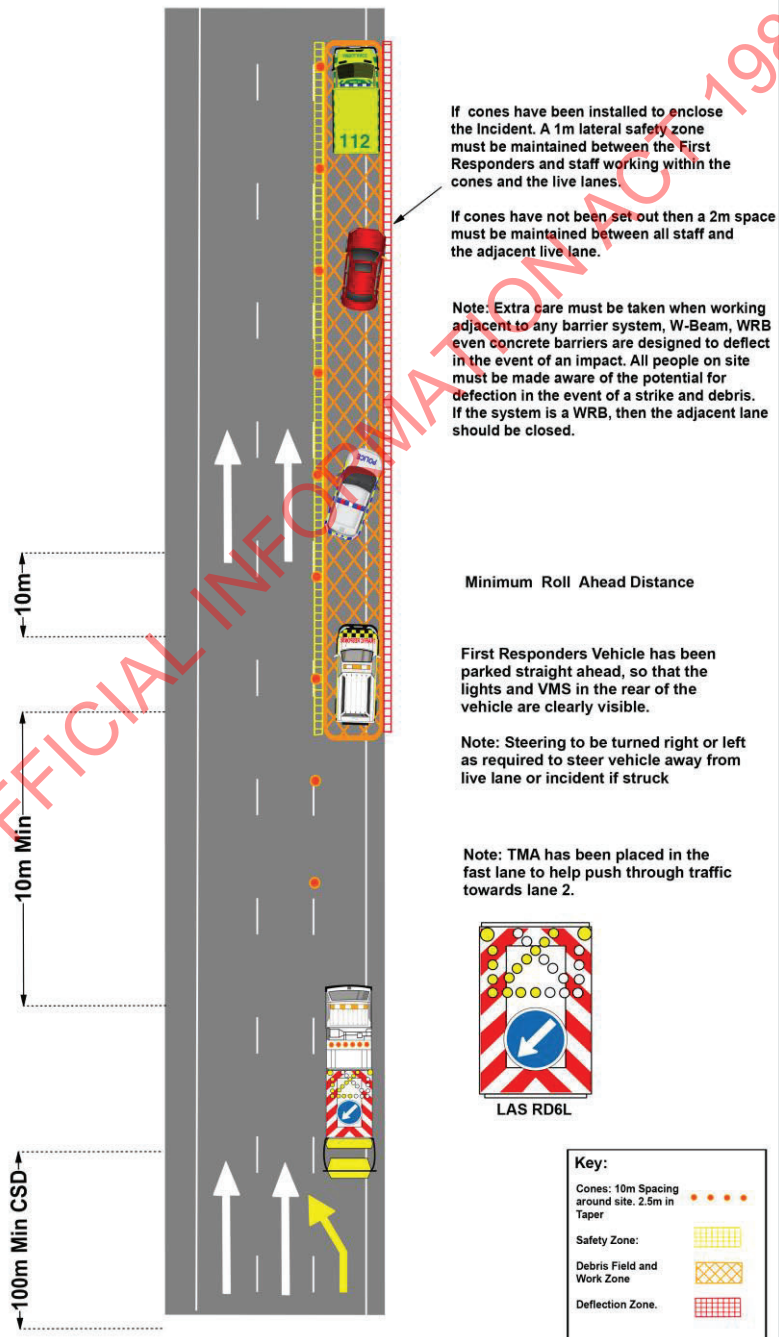 If cones have been installed to enclose
the Incident. A 1m lateral safety zone
must be maintained between the First
Responders and staff working within the
cones and the live lanes.
If cones have not been set out then a 2m space
must be maintained between all staff and
the adjacent live lane.
Note: Extra care must be taken when working
adjacent to any barrier system, W-Beam, WRB
even concrete barriers are designed to deflect
in the event of an impact. All people on site
must be made aware of the potential for
defection in the event of a strike and debris.
If the system is a WRB, then the adjacent lane
should be closed.
112
POLICE
10m
Minimum Roll Ahead Distance
First Responders Vehicle has been
parked straight ahead, so that the
lights and VMS in the rear of the
vehicle are clearly visible.
Note: Steering to be turned right or left
as required to steer vehicle away from
live lane or incident if struck
10m Min
Note: TMA has been placed in the
fast lane to help push through traffic
towards lane 2.
LAS RD6L
100m Min CSD
Key:
Cones: 10m Spacing
around site. 2.5m in
Taper
Safety Zone:
Debris Field and
Work Zone
Deflection Zone.
OFFICIAL INFORMATION ACT 198